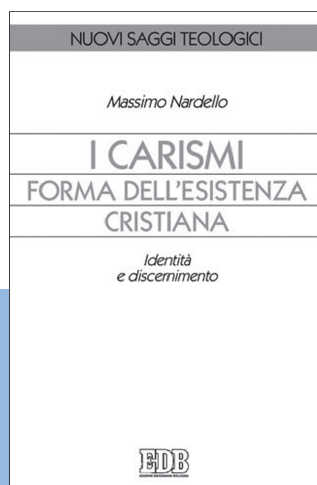 NUOVI SAGGI TEOLOGICI
Massimo Nardello
I CARISMI
FORMA DELL'ESISTENZA
CRISTIANA
Identità
e discernimento
EDB